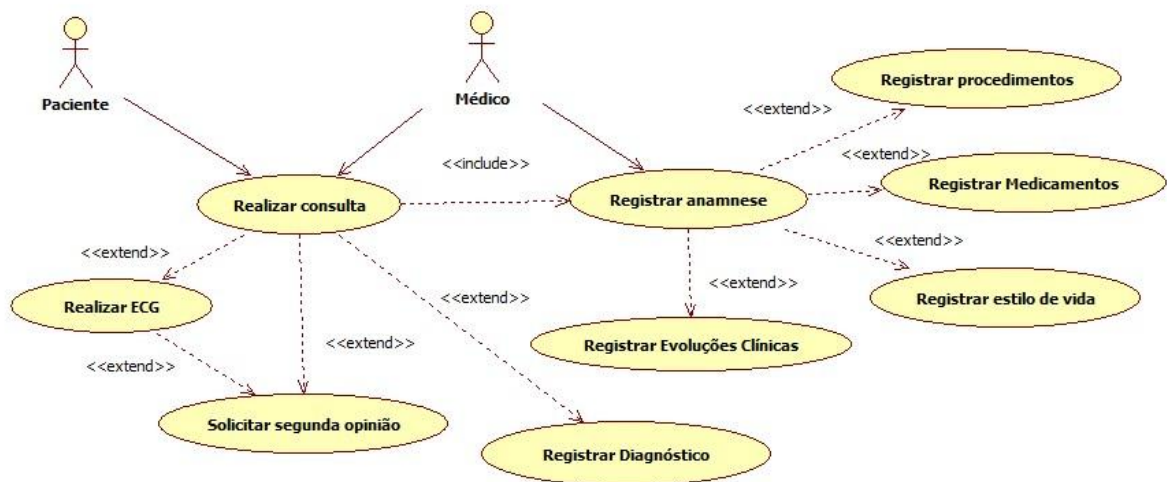 Paciente
Médico
Registrar procedimentos
<<extend>>
<<include>>
<<extend>>
Registrar Medicamentos
Realizar consulta
Registrar anamnese
<<extend>>
<<extend>>
<<extend>>
Realizar ECG
<<extend>>
Registrar estilo de vida
<<extend>>
<<extend>>
Registrar Evoluções Clínicas
<<extend>>
Solicitar segunda opinião
Registrar Diagnóstico